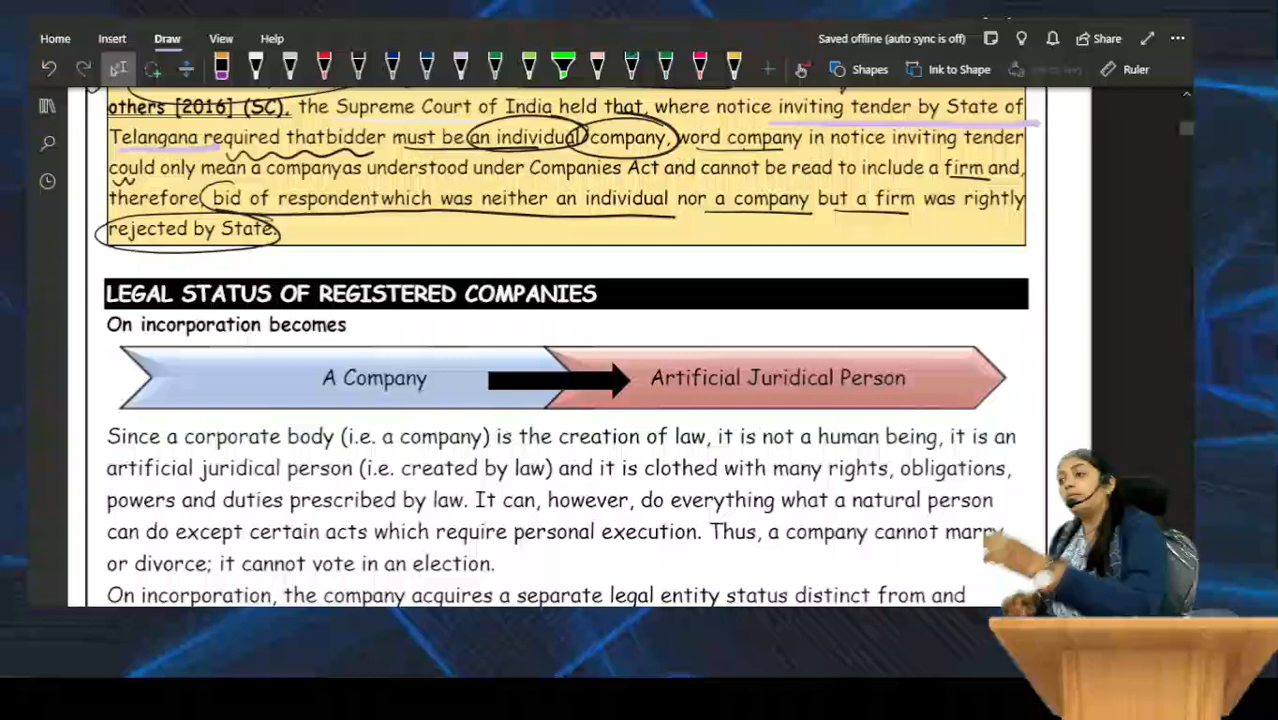 Home Insert Draw View Help Saved offline (auto sync is off) Share
Shapes Ink to Shape Ruler
others [2016] (SC). the Supreme Court of India held that, where notice inviting tender by State of
Telangana required thatbidder must be an individual company, word company in notice inviting tender
could only mean a companyas understood under Companies Act and cannot be read to include a firm and,
therefore bid of respondentwhich was neither an individual nor a company but a firm was rightly
rejected by State.
LEGAL STATUS OF REGISTERED COMPANIES
On incorporation becomes
A Company Artificial Juridical Person
Since a corporate body (i.e. a company) is the creation of law, it is not a human being, it is an
artificial juridical person (i.e. created by law) and it is clothed with many rights, obligations,
powers and duties prescribed by law. It can, however, do everything what a natural person
can do except certain acts which require personal execution. Thus, a company cannot marry
or divorce; it cannot vote in an election.
On incorporation, the company acquires a separate legal entity status distinct from and